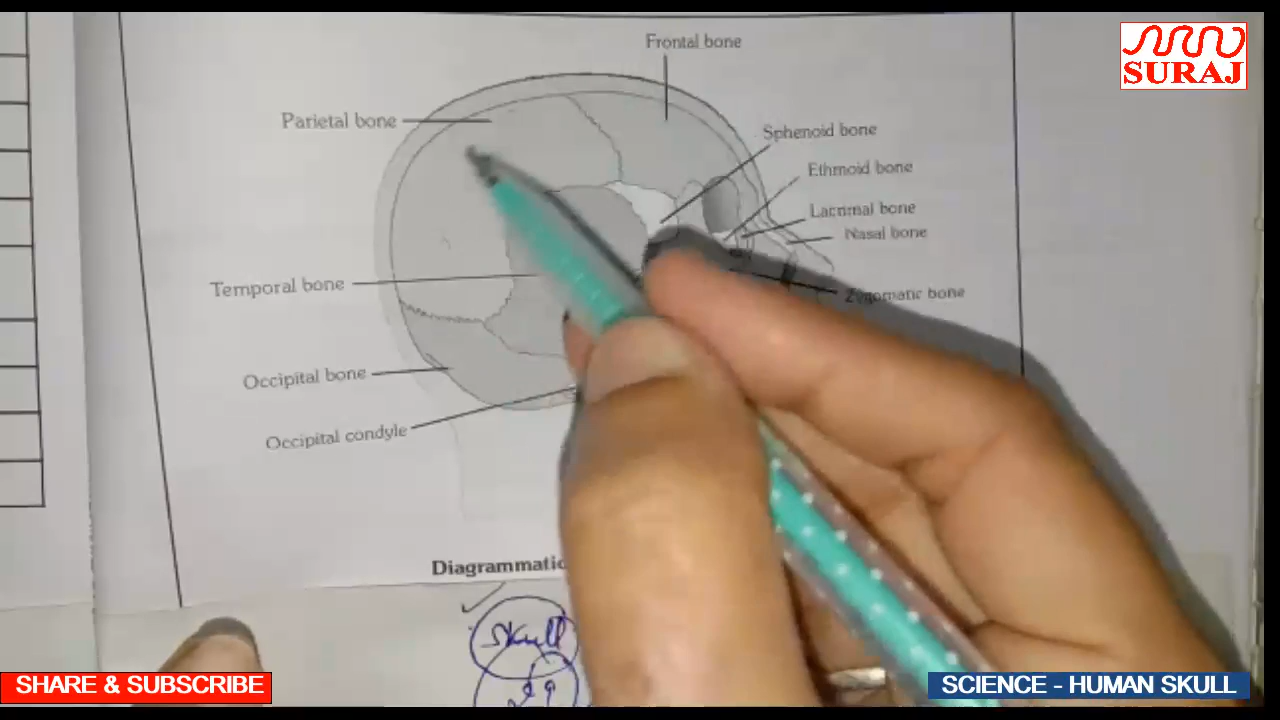 Frontal bone
SURAJ
Parietal bone
Sphenoid bone
Ethmoid bone
Lacrimal bone
Nasal bone
Temporal bone
Zygomatic bone
Occipital bone
Occipital condyle
Diagrammatic
Skull
SHARE & SUBSCRIBE
SCIENCE - HUMAN SKULL